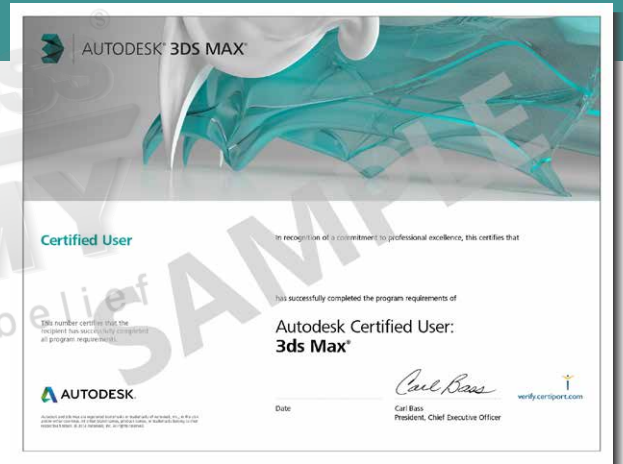 AUTODESK® 3DS MAX®
Certified User
In recognition of a commitment to professional excellence, this certifies that
has successfully completed the program requirements of
This number certifies that the
recipient has successfully completed
all program requirements.
Autodesk Certified User:
3ds Max®
SAMPLE
belief
Carl Bass
verify.certiport.com
AUTODESK.
Date
Carl Bass
President, Chief Executive Officer